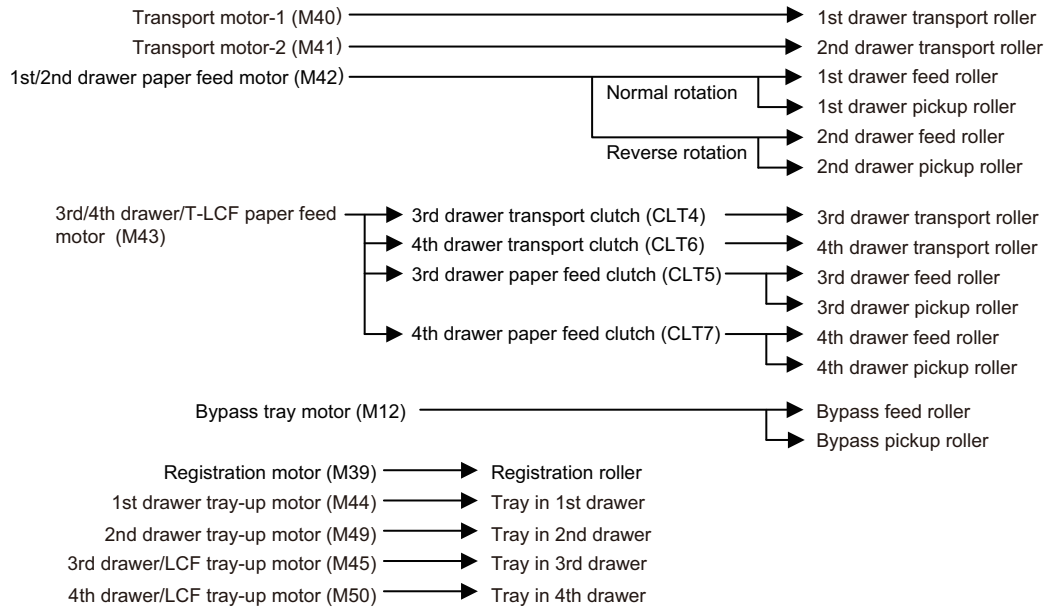 Transport motor-1 (M40) 1st drawer transport roller
Transport motor-2 (M41) 2nd drawer transport roller
1st/2nd drawer paper feed motor (M42) 1st drawer feed roller
Normal rotation
1st drawer pickup roller
2nd drawer feed roller
Reverse rotation
2nd drawer pickup roller
3rd/4th drawer/T-LCF paper feed
motor (M43)
3rd drawer transport clutch (CLT4) 3rd drawer transport roller
4th drawer transport clutch (CLT6) 4th drawer transport roller
3rd drawer paper feed clutch (CLT5) 3rd drawer feed roller
3rd drawer pickup roller
4th drawer paper feed clutch (CLT7) 4th drawer feed roller
4th drawer pickup roller
Bypass tray motor (M12) Bypass feed roller
Bypass pickup roller
Registration motor (M39) Registration roller
1st drawer tray-up motor (M44) Tray in 1st drawer
2nd drawer tray-up motor (M49) Tray in 2nd drawer
3rd drawer/LCF tray-up motor (M45) Tray in 3rd drawer
4th drawer/LCF tray-up motor (M50) Tray in 4th drawer